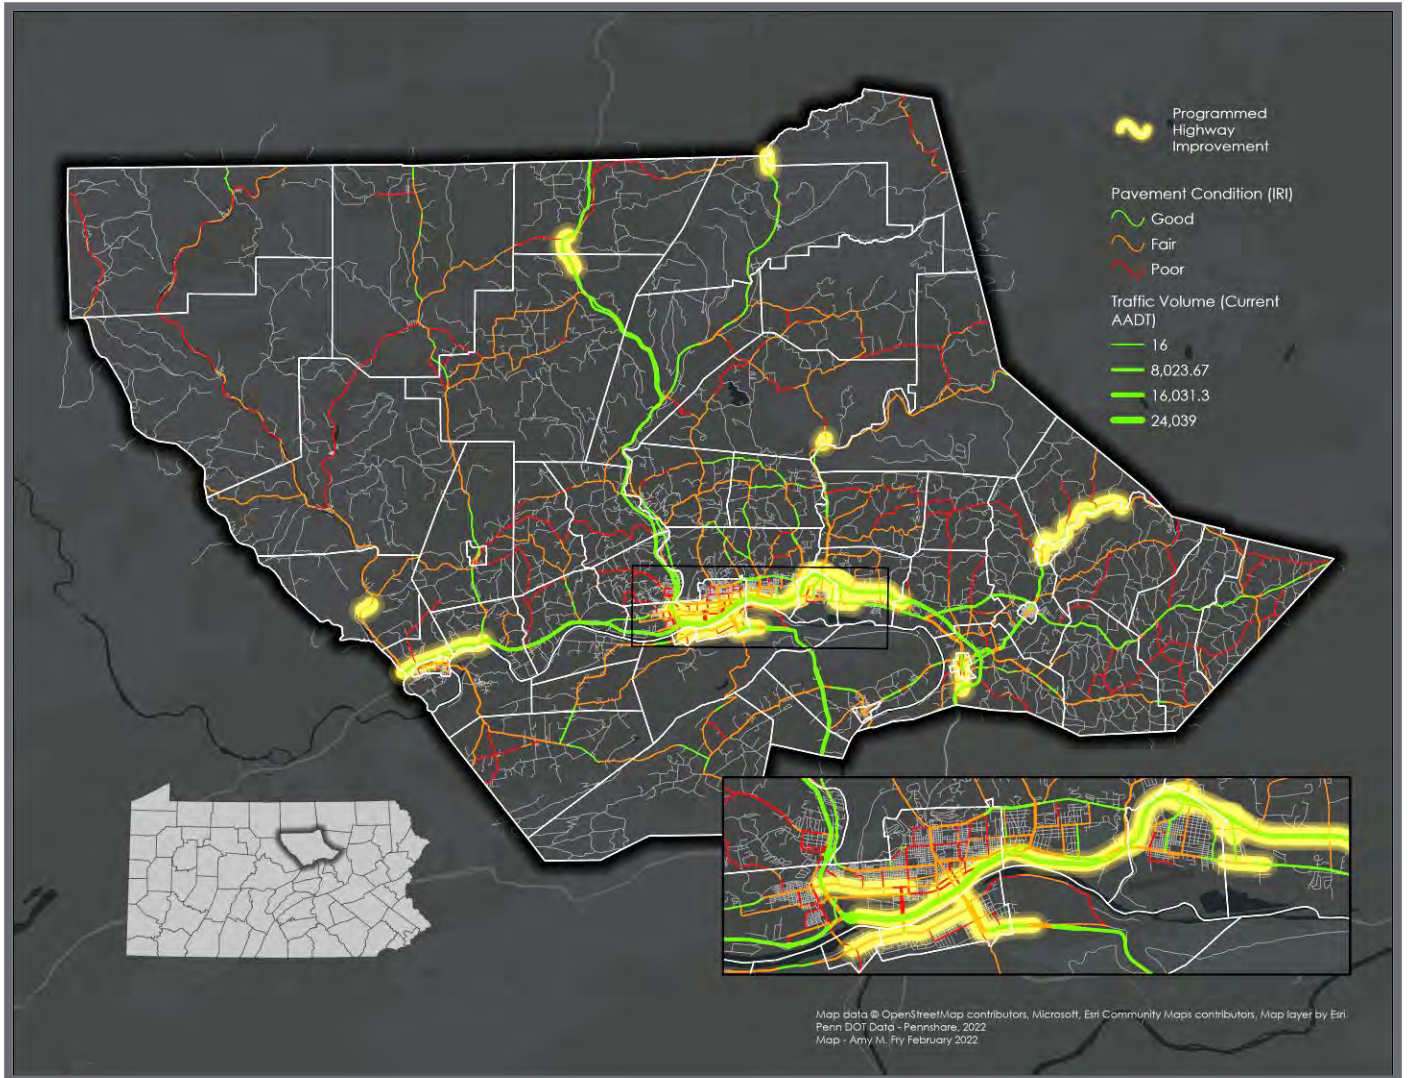 Programmed
Highway
Improvement
Pavement Condition (IRI)
Good
Fair
Poor
Traffic Volume (Current
AADT)
16
8,023.67
16,031.3
24,039
Map data © OpenStreetMap contributors, Microsoft, Esri Community Maps contributors, Map layer by Esri
Penn DOT Data - Pennshare, 2022
Map - Amy M. Fry February 2022